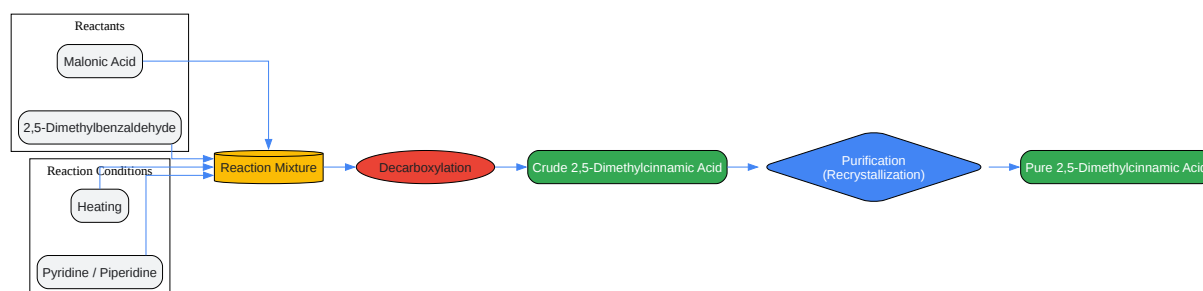 Reactants
Malonic Acid
2,5-Dimethylbenzaldehyde
Reaction Conditions
Heating
Pyridine / Piperidine
Reaction Mixture
Decarboxylation
Crude 2,5-Dimethylcinnamic Acid
Purification
(Recrystallization)
Pure 2,5-Dimethylcinnamic Acid